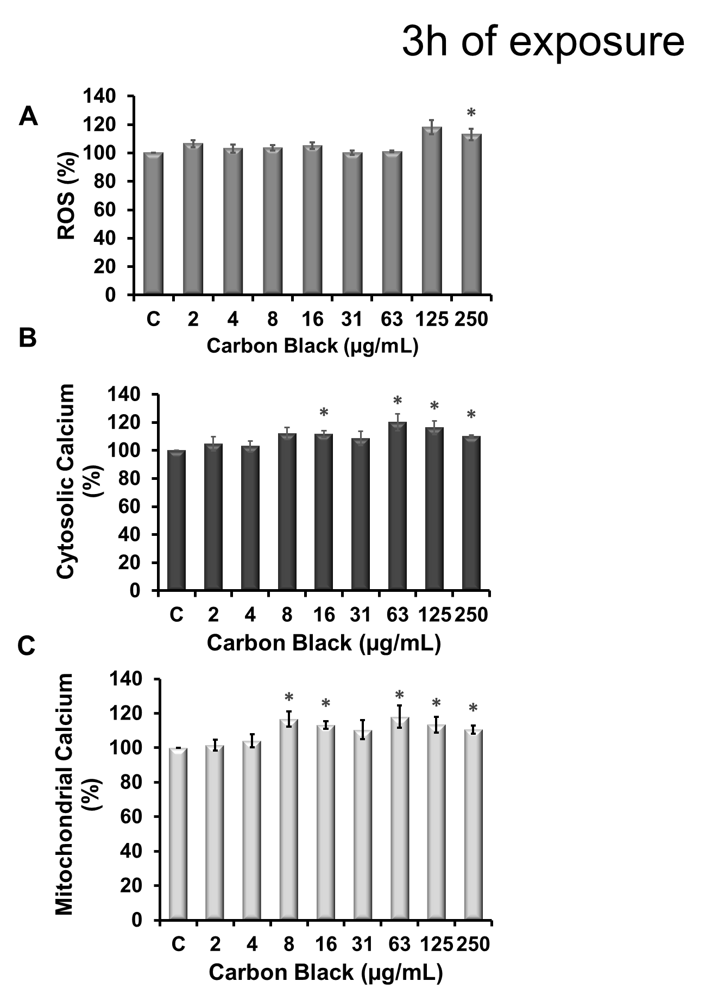 3h of exposure
A
ROS (%)
140
120
100
80
60
40
20
0
*
C 2 4 8 16 31 63 125 250
Carbon Black (µg/mL)
B
Cytosolic Calcium
(%)
140
120
100
80
60
40
20
0
* * * *
C 2 4 8 16 31 63 125 250
Carbon Black (µg/mL)
C
Mitochondrial Calcium
(%)
140
120
100
80
60
40
20
0
* * * * *
C 2 4 8 16 31 63 125 250
Carbon Black (µg/mL)